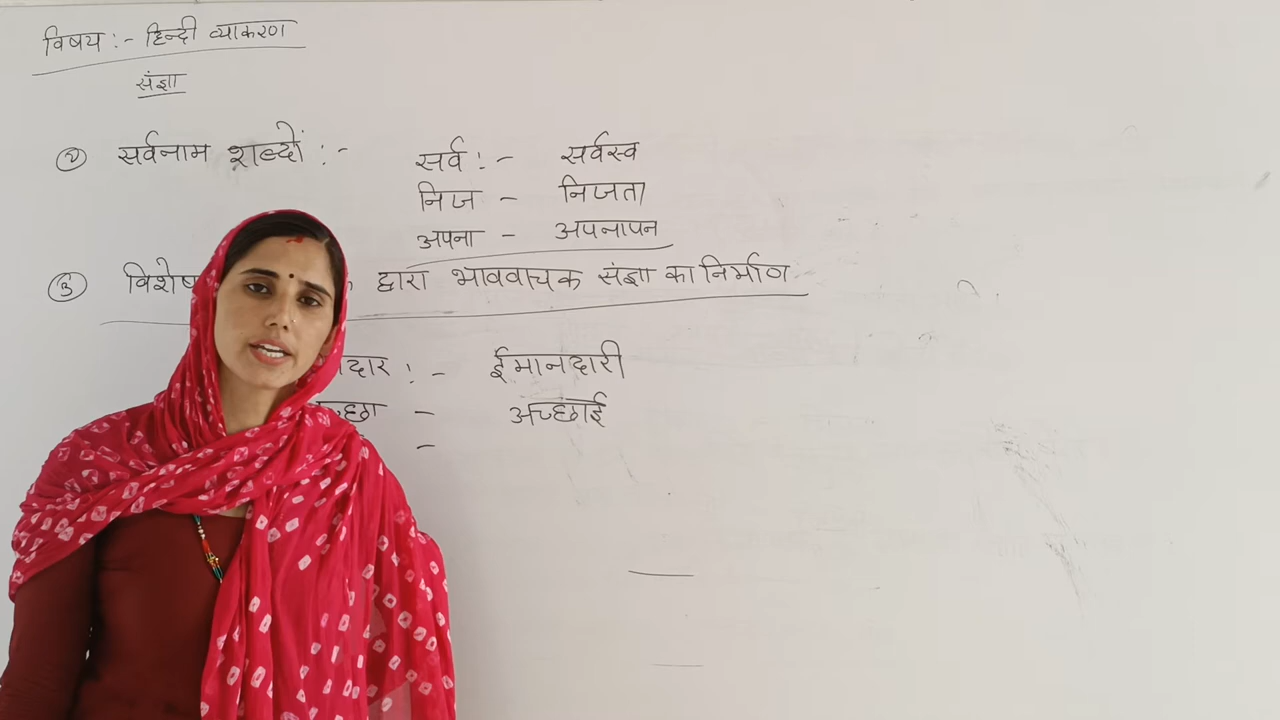 विषय :- हिन्दी व्याकरण
संज्ञा
② सर्वनाम शब्दों :- सर्व :- सर्वस्व
निज - निजता
अपना - अपनापन
③ द्वारा भाववाचक संज्ञा का निर्माण
:- ईमानदारी
- अच्छाई
-